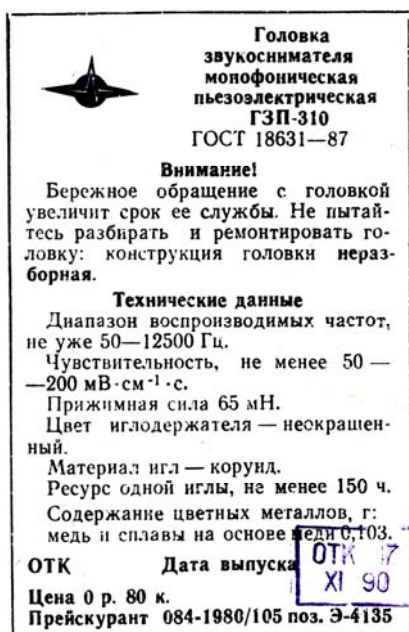 Головка
звукоснимателя
монофоническая
пьезоэлектрическая
ГЗП-310
ГОСТ 18631—87
Внимание!
Бережное обращение с головкой
увеличит срок ее службы. Не пытай-
тесь разбирать и ремонтировать го-
ловку: конструкция головки нераз-
борная.
Технические данные
Диапазон воспроизводимых частот,
не уже 50—12500 Гц.
Чувствительность, не менее 50 —
—200 мВ·см⁻¹·с.
Прижимная сила 65 мН.
Цвет иглодержателя — неокрашен-
ный.
Материал игл — корунд.
Ресурс одной иглы, не менее 150 ч.
Содержание цветных металлов, г:
медь и сплавы на основе меди 0,103.
ОТК Дата выпуска
ОТК 7
XI 90
Цена 0 р. 80 к.
Прейскурант 084-1980/105 поз. Э-4135